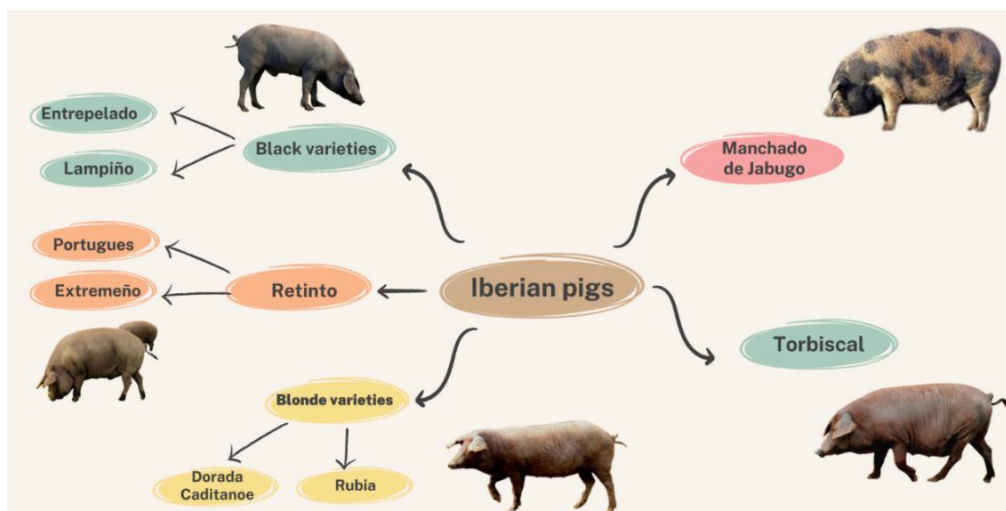 Entrepelado
Lampiño
Black varieties
Manchado
de Jabugo
Portugues
Extremeño
Retinto
Iberian pigs
Torbiscal
Blonde varieties
Dorada
Caditanoe
Rubia